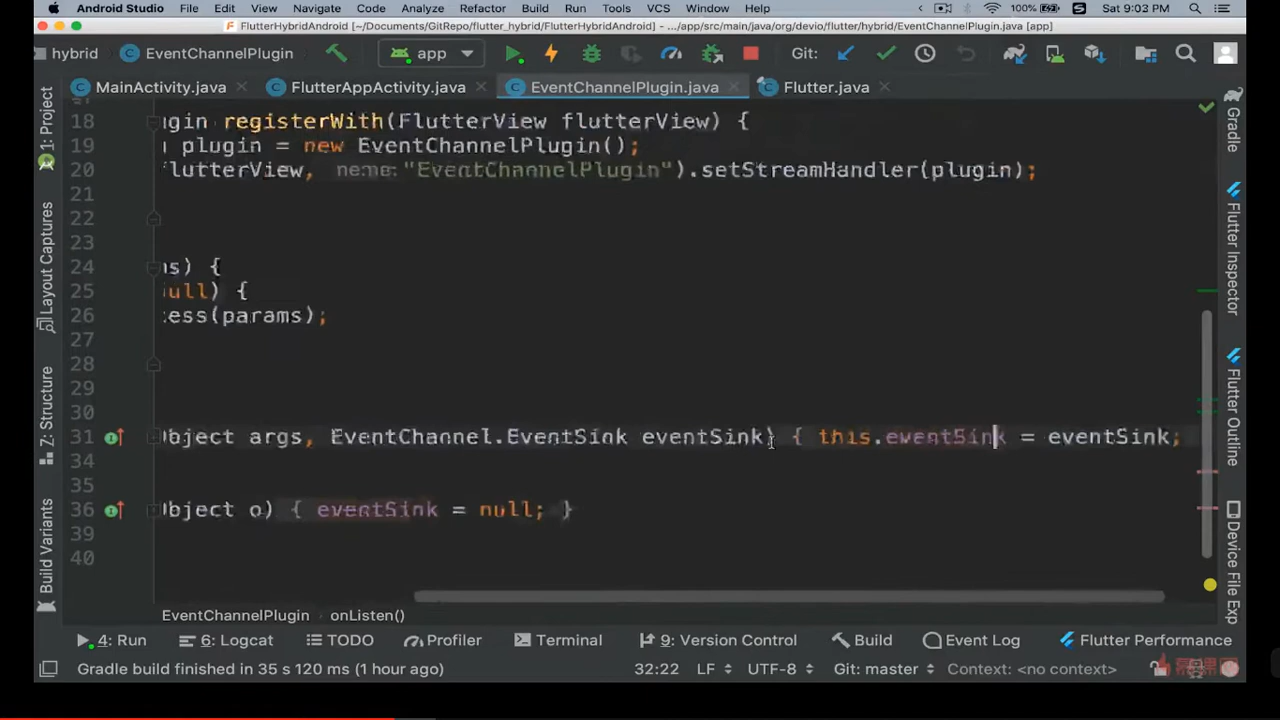 Android Studio File Edit View Navigate Code Analyze Refactor Build Run Tools VCS Window Help 100% Sat 9:03 PM
FlutterHybridAndroid [~/Documents/GitRepo/flutter_hybrid/FlutterHybridAndroid] - .../app/src/main/java/org/devio/flutter/hybrid/EventChannelPlugin.java [app]
hybrid EventChannelPlugin app Git:
MainActivity.java FlutterAppActivity.java EventChannelPlugin.java Flutter.java
1: Project
Layout Captures
Z: Structure
Build Variants
18 gin registerWith(FlutterView flutterView) {
19 plugin = new EventChannelPlugin();
20 flutterView, name: "EventChannelPlugin").setStreamHandler(plugin);
21
22
23
24 ms) {
25 ull) {
26 cess(params);
27
28
29
30
31 Object args, EventChannel.EventSink eventSink) { this.eventSink = eventSink;
34
35
36 Object o) { eventSink = null; }
39
40
Gradle
Flutter Inspector
Flutter Outline
Device File Exp
EventChannelPlugin onListen()
4: Run 6: Logcat TODO Profiler Terminal 9: Version Control Build Event Log Flutter Performance
Gradle build finished in 35 s 120 ms (1 hour ago) 32:22 LF UTF-8 Git: master Context: <no context>